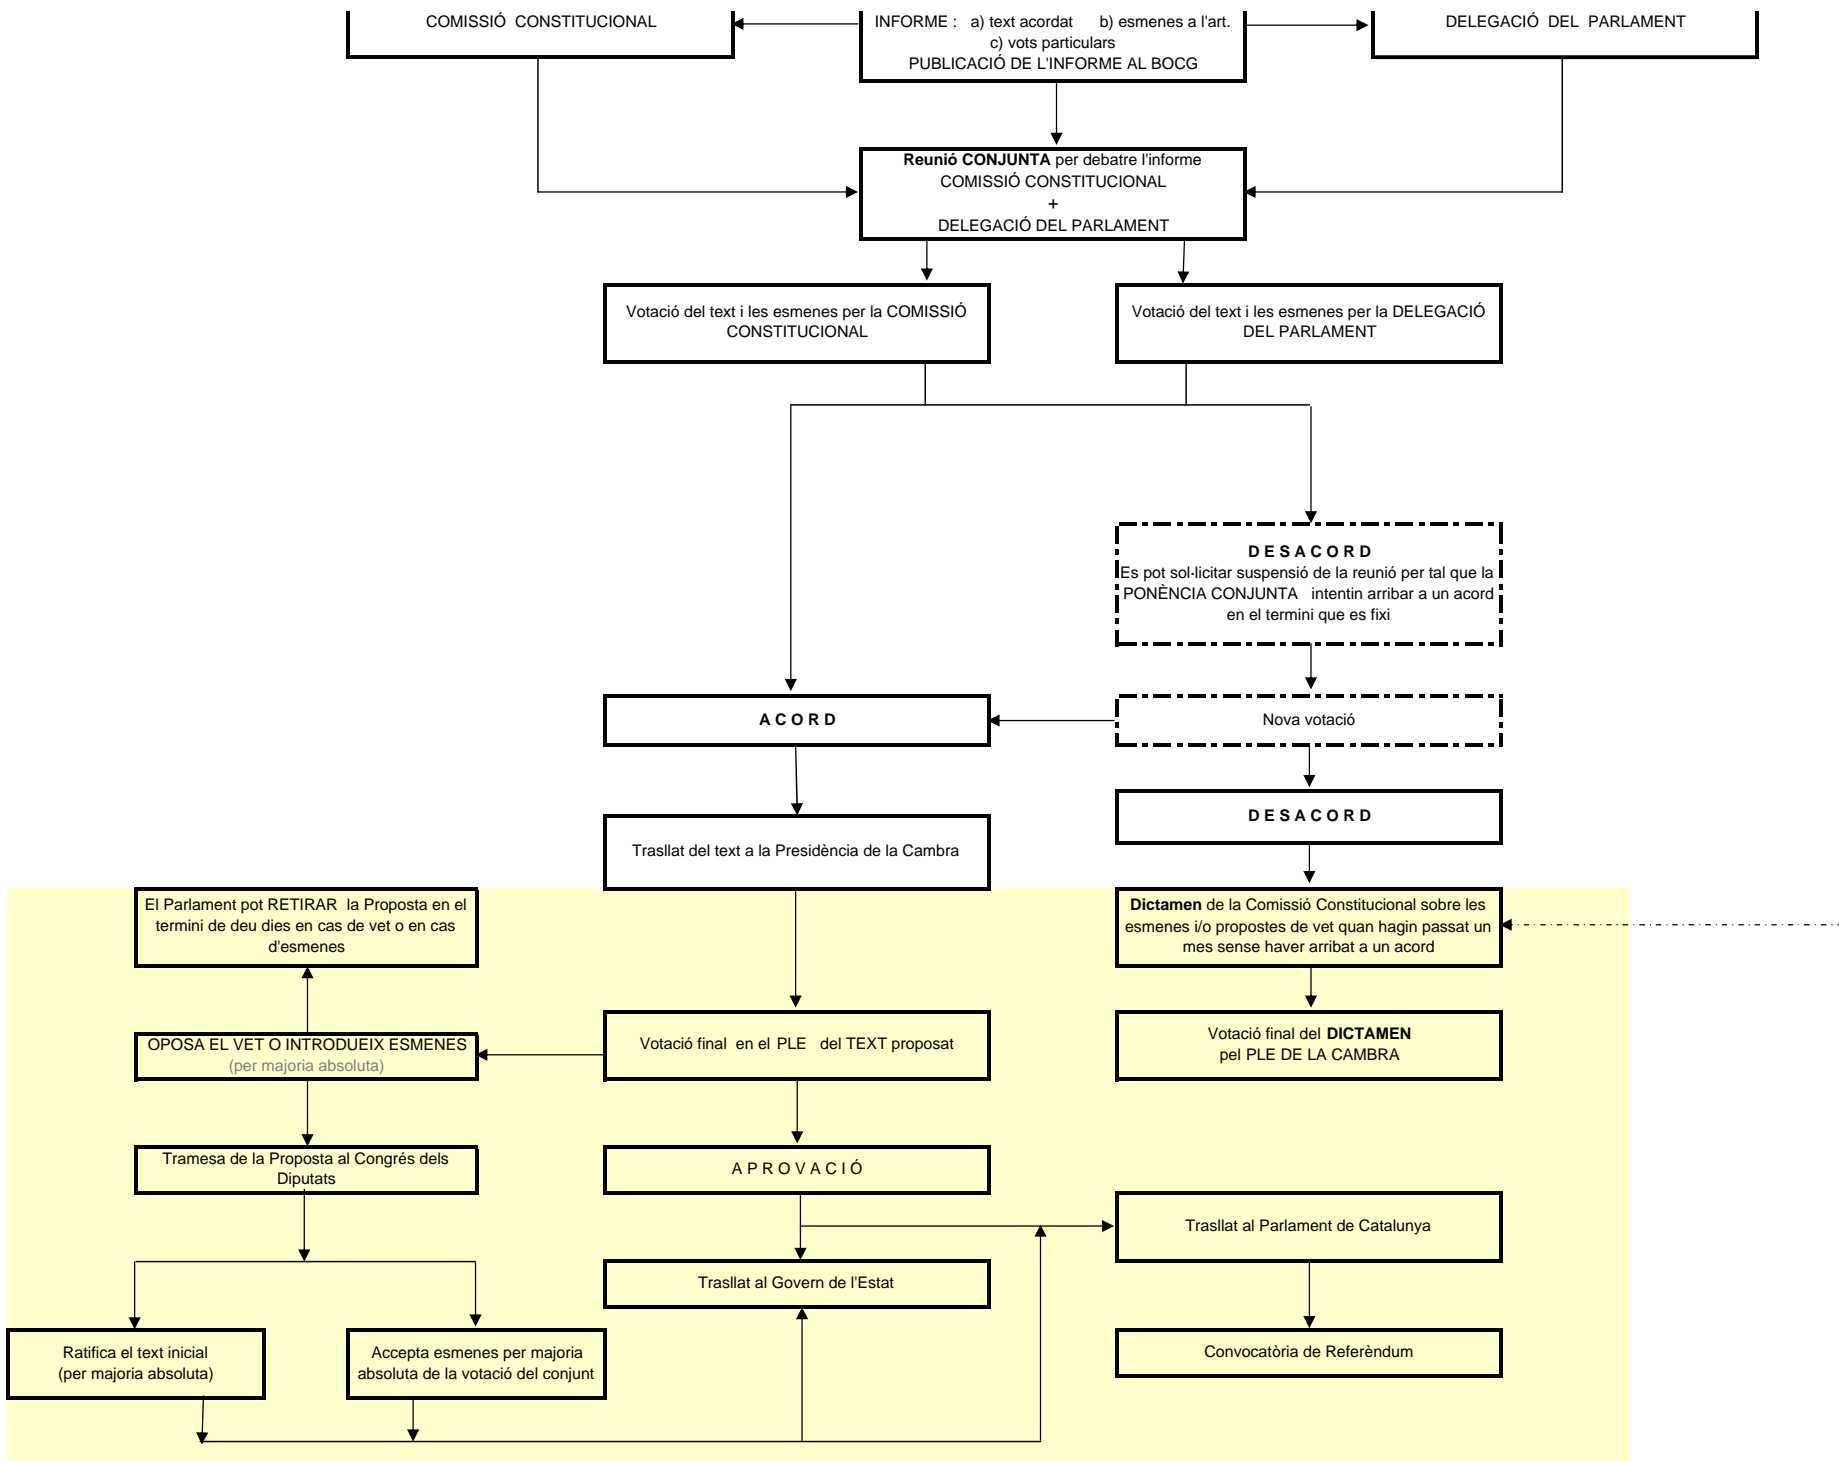 COMISSIÓ CONSTITUCIONAL
INFORME : a) text acordat b) esmenes a l'art.
c) vots particulars
PUBLICACIÓ DE L'INFORME AL BOCG
DELEGACIÓ DEL PARLAMENT
Reunió CONJUNTA per debatre l'informe
COMISSIÓ CONSTITUCIONAL
+
DELEGACIÓ DEL PARLAMENT
Votació del text i les esmenes per la COMISSIÓ
CONSTITUCIONAL
Votació del text i les esmenes per la DELEGACIÓ
DEL PARLAMENT
D E S A C O R D
Es pot sol·licitar suspensió de la reunió per tal que la
PONÈNCIA CONJUNTA intentin arribar a un acord
en el termini que es fixi
A C O R D
Nova votació
D E S A C O R D
Trasllat del text a la Presidència de la Cambra
El Parlament pot RETIRAR la Proposta en el
termini de deu dies en cas de vet o en cas
d'esmenes
Dictamen de la Comissió Constitucional sobre les
esmenes i/o propostes de vet quan hagin passat un
mes sense haver arribat a un acord
OPOSA EL VET O INTRODUEIX ESMENES
(per majoria absoluta)
Votació final en el PLE del TEXT proposat
Votació final del DICTAMEN
pel PLE DE LA CAMBRA
Tramesa de la Proposta al Congrés dels
Diputats
A P R O V A C I Ó
Trasllat al Parlament de Catalunya
Trasllat al Govern de l'Estat
Ratifica el text inicial
(per majoria absoluta)
Accepta esmenes per majoria
absoluta de la votació del conjunt
Convocatòria de Referèndum